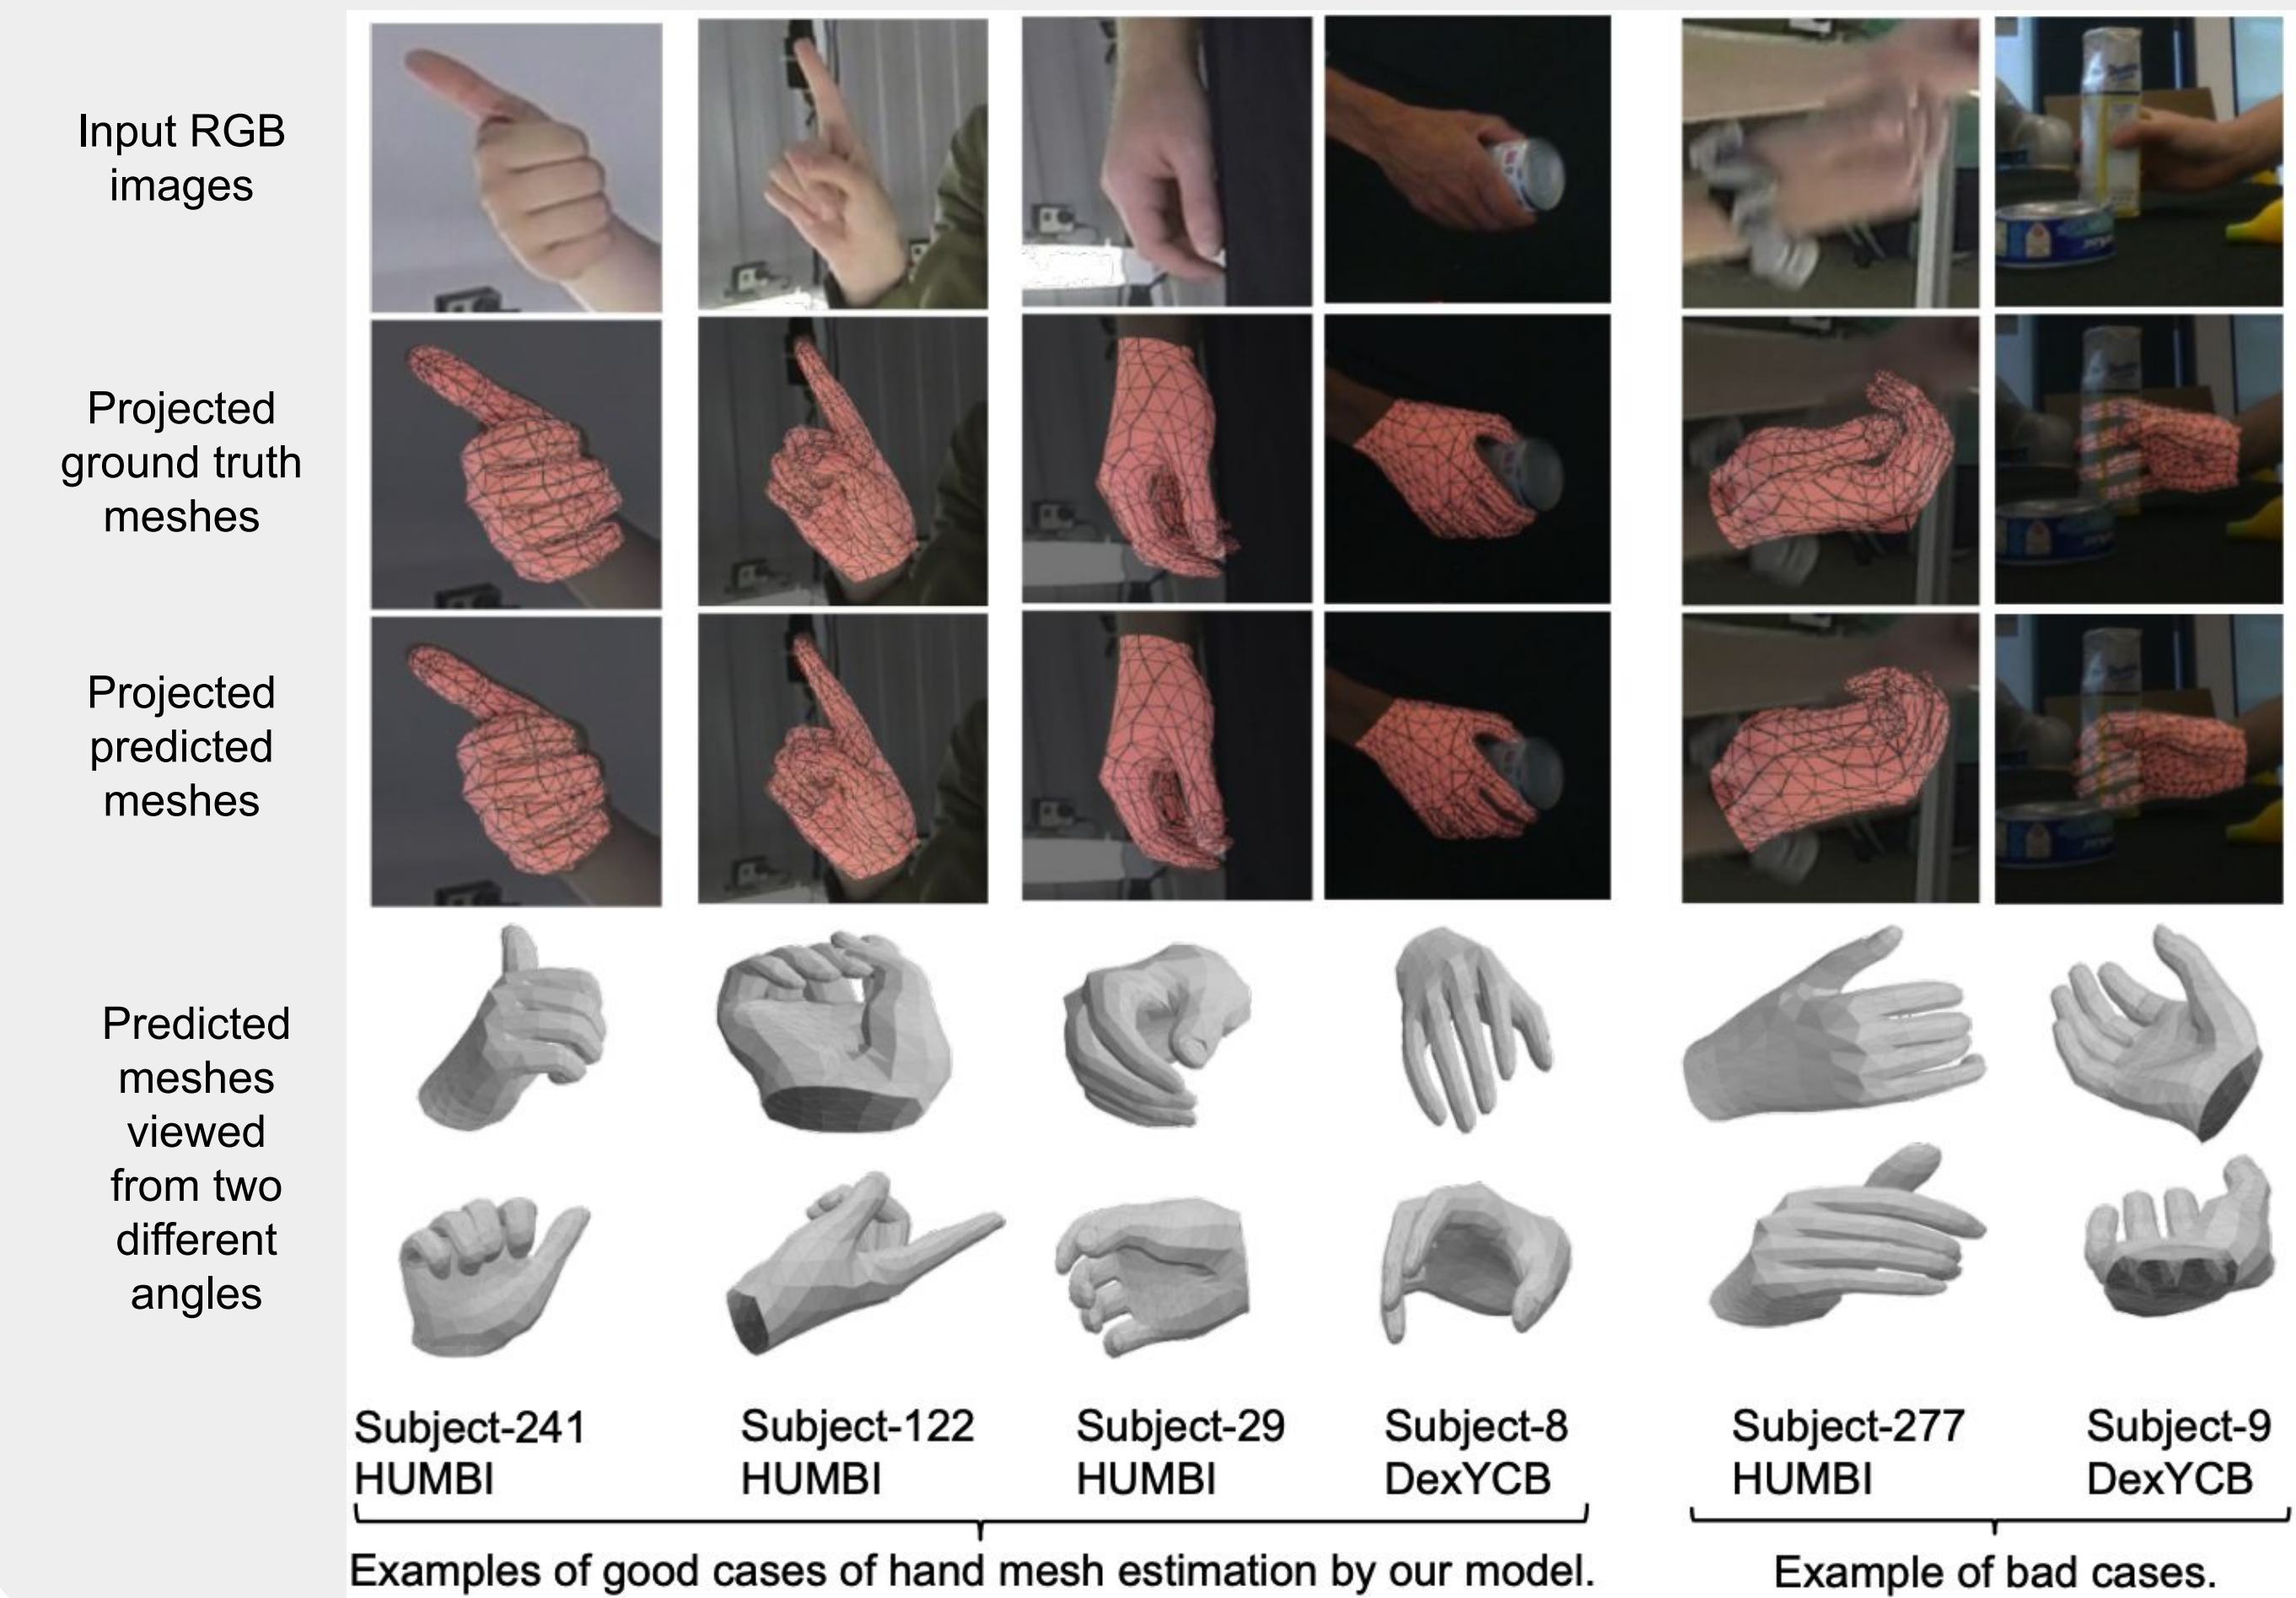 Input RGB
images
Projected
ground truth
meshes
Projected
predicted
meshes
Predicted
meshes
viewed
from two
different
angles
Subject-241
HUMBI
Subject-122
HUMBI
Subject-29
HUMBI
Subject-8
DexYCB
Subject-277
HUMBI
Subject-9
DexYCB
Examples of good cases of hand mesh estimation by our model.
Example of bad cases.